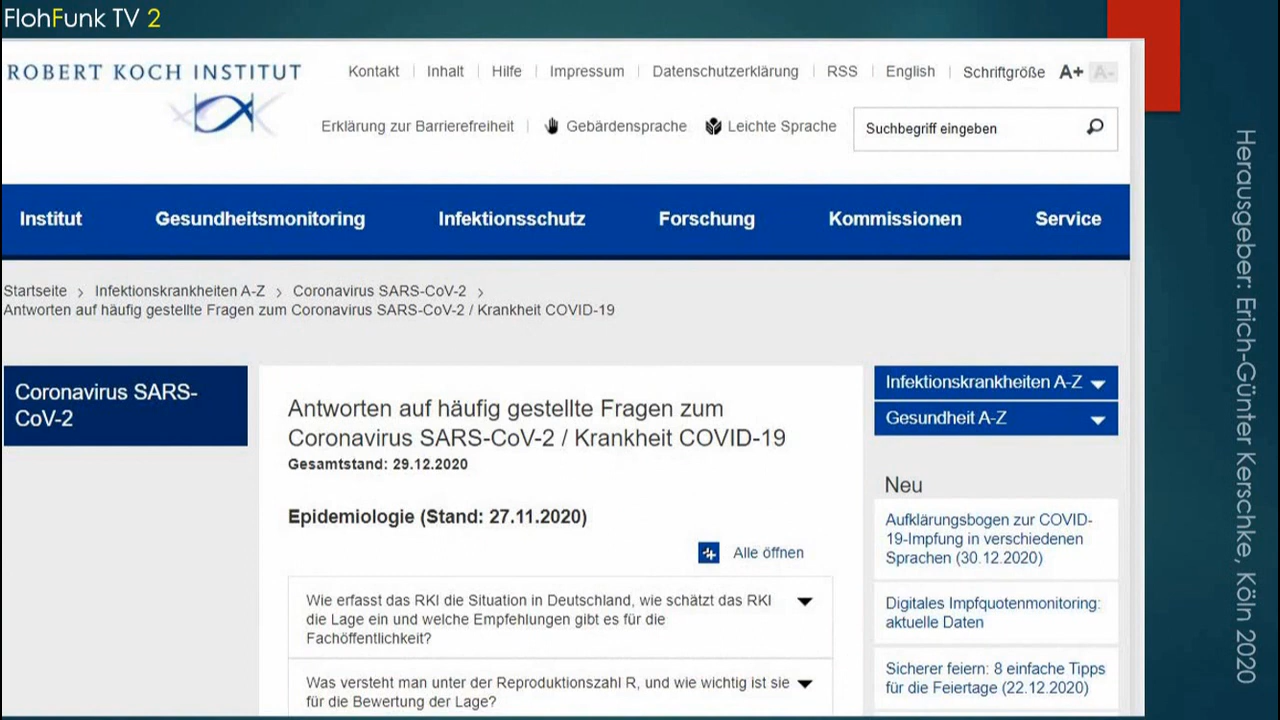 FlohFunk TV 2
ROBERT KOCH INSTITUT
Kontakt
Inhalt
Hilfe
Impressum
Datenschutzerklärung
RSS
English
Schriftgröße A+ A-
Erklärung zur Barrierefreiheit
Gebärdensprache
Leichte Sprache
Suchbegriff eingeben
Institut
Gesundheitsmonitoring
Infektionsschutz
Forschung
Kommissionen
Service
Startseite > Infektionskrankheiten A-Z > Coronavirus SARS-CoV-2 >
Antworten auf häufig gestellte Fragen zum Coronavirus SARS-CoV-2 / Krankheit COVID-19
Coronavirus SARS-
CoV-2
Antworten auf häufig gestellte Fragen zum
Coronavirus SARS-CoV-2 / Krankheit COVID-19
Gesamtstand: 29.12.2020
Epidemiologie (Stand: 27.11.2020)
Alle öffnen
Wie erfasst das RKI die Situation in Deutschland, wie schätzt das RKI
die Lage ein und welche Empfehlungen gibt es für die
Fachöffentlichkeit?
Was versteht man unter der Reproduktionszahl R, und wie wichtig ist sie
für die Bewertung der Lage?
Infektionskrankheiten A-Z
Gesundheit A-Z
Neu
Aufklärungsbogen zur COVID-
19-Impfung in verschiedenen
Sprachen (30.12.2020)
Digitales Impfquotenmonitoring:
aktuelle Daten
Sicherer feiern: 8 einfache Tipps
für die Feiertage (22.12.2020)
Herausgeber: Erich-Günter Kerschke, Köln 2020